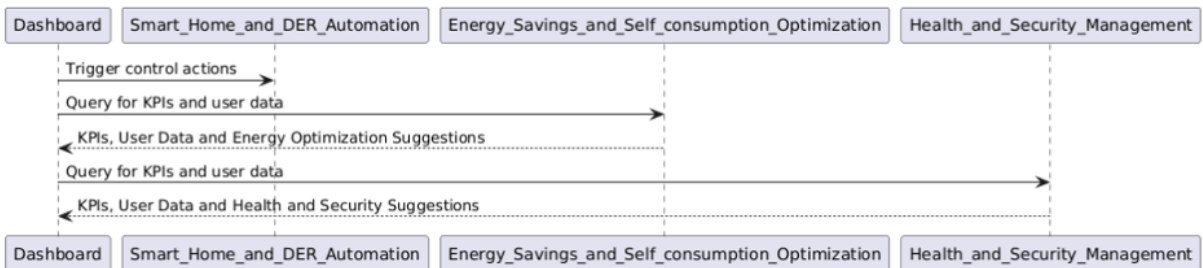 Dashboard Smart_Home_and_DER_Automation Energy_Savings_and_Self_consumption_Optimization Health_and_Security_Management
Trigger control actions
Query for KPIs and user data
KPIs, User Data and Energy Optimization Suggestions
Query for KPIs and user data
KPIs, User Data and Health and Security Suggestions
Dashboard Smart_Home_and_DER_Automation Energy_Savings_and_Self_consumption_Optimization Health_and_Security_Management